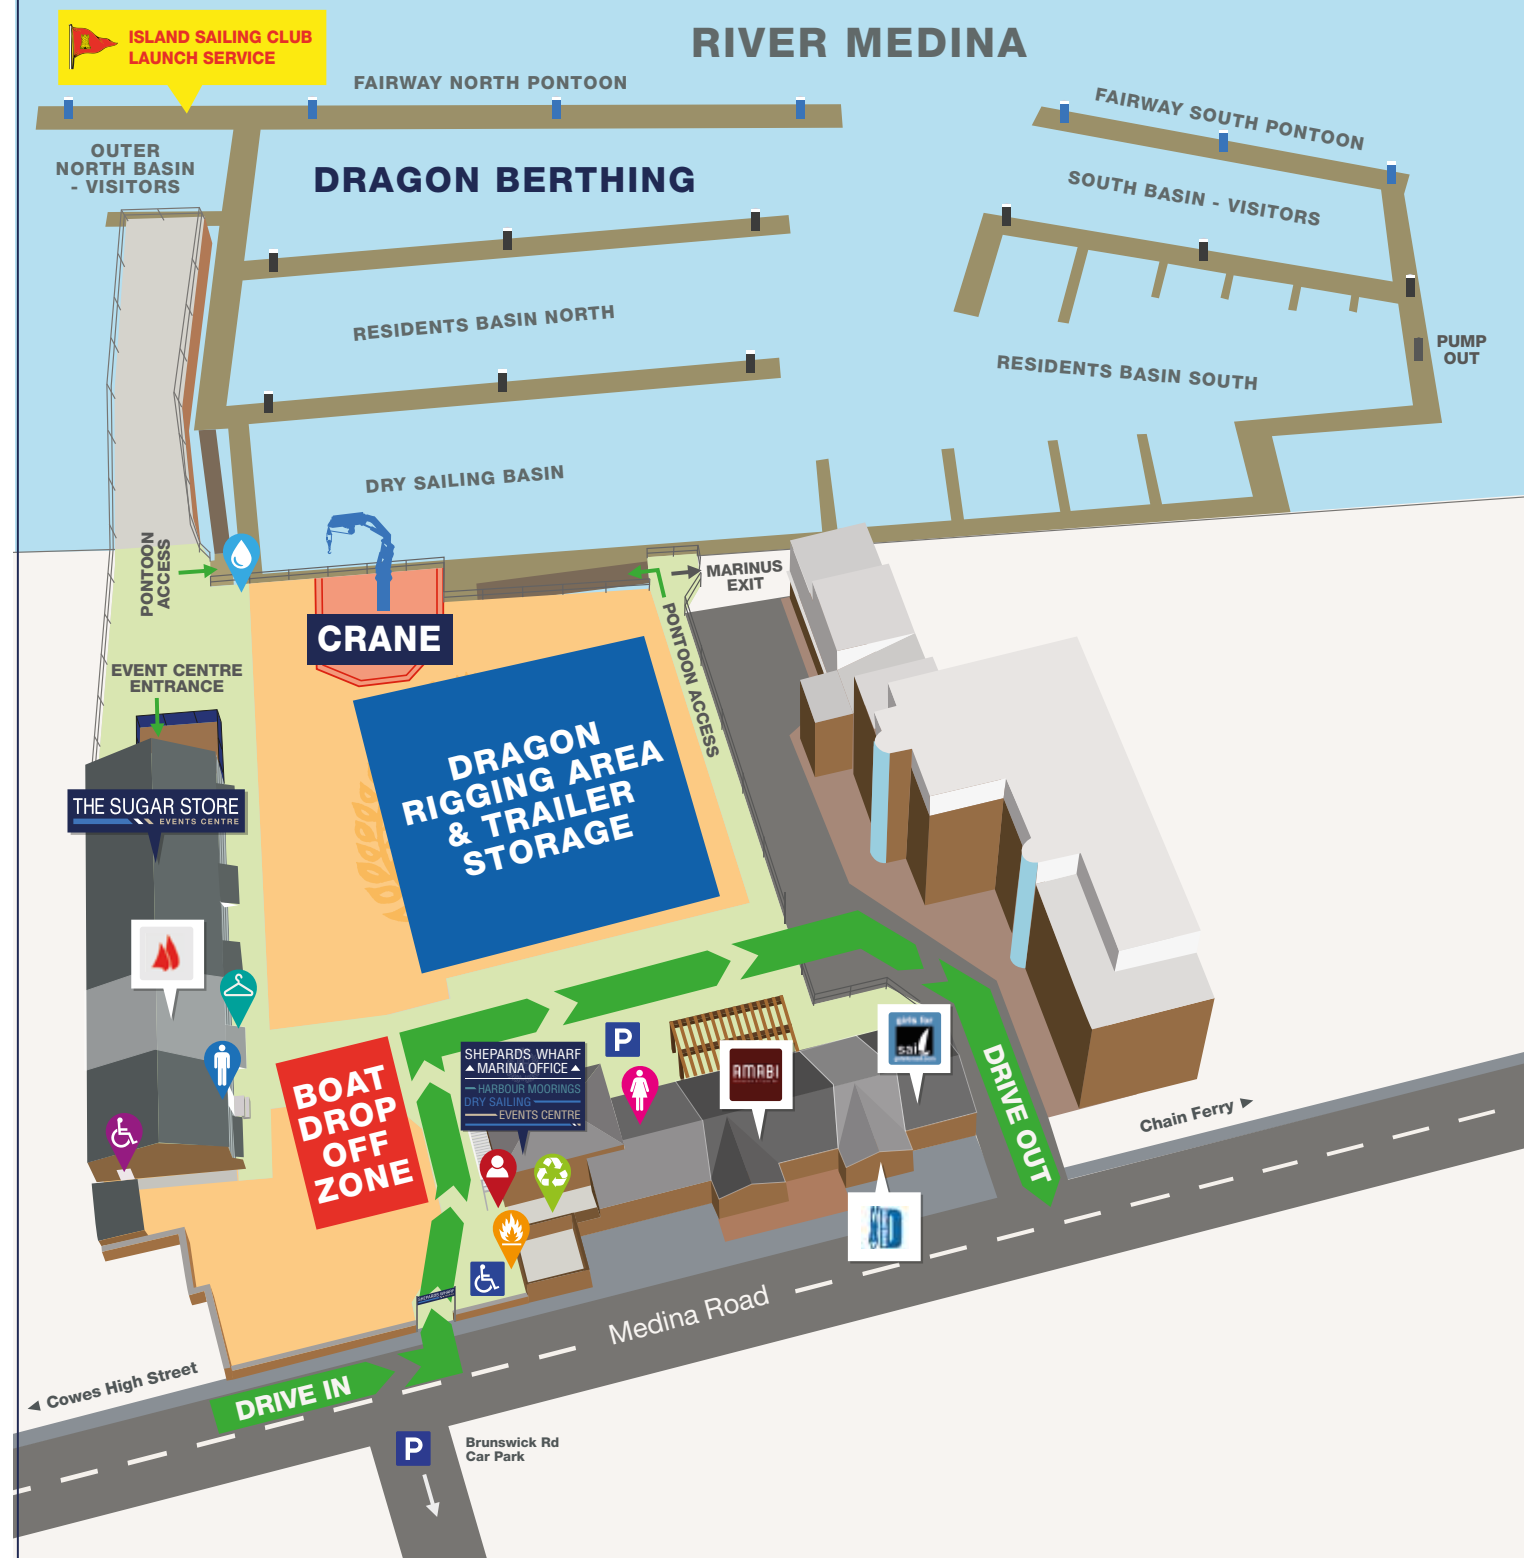 ISLAND SAILING CLUB
LAUNCH SERVICE
RIVER MEDINA
FAIRWAY NORTH PONTOON
FAIRWAY SOUTH PONTOON
OUTER
NORTH BASIN
- VISITORS
DRAGON BERTHING
SOUTH BASIN - VISITORS
RESIDENTS BASIN NORTH
PUMP
OUT
RESIDENTS BASIN SOUTH
DRY SAILING BASIN
PONTOON
ACCESS
MARINUS
EXIT
CRANE
PONTOON ACCESS
EVENT CENTRE
ENTRANCE
DRAGON
RIGGING AREA
& TRAILER
STORAGE
THE SUGAR STORE
EVENTS CENTRE
P
SHEPARDS WHARF
MARINA OFFICE
HARBOUR MOORINGS
DRY SAILING
EVENTS CENTRE
girls for
sail
AMABI
BOAT
DROP
OFF
ZONE
DRIVE OUT
Chain Ferry
D
Medina Road
Cowes High Street
DRIVE IN
P
Brunswick Rd
Car Park